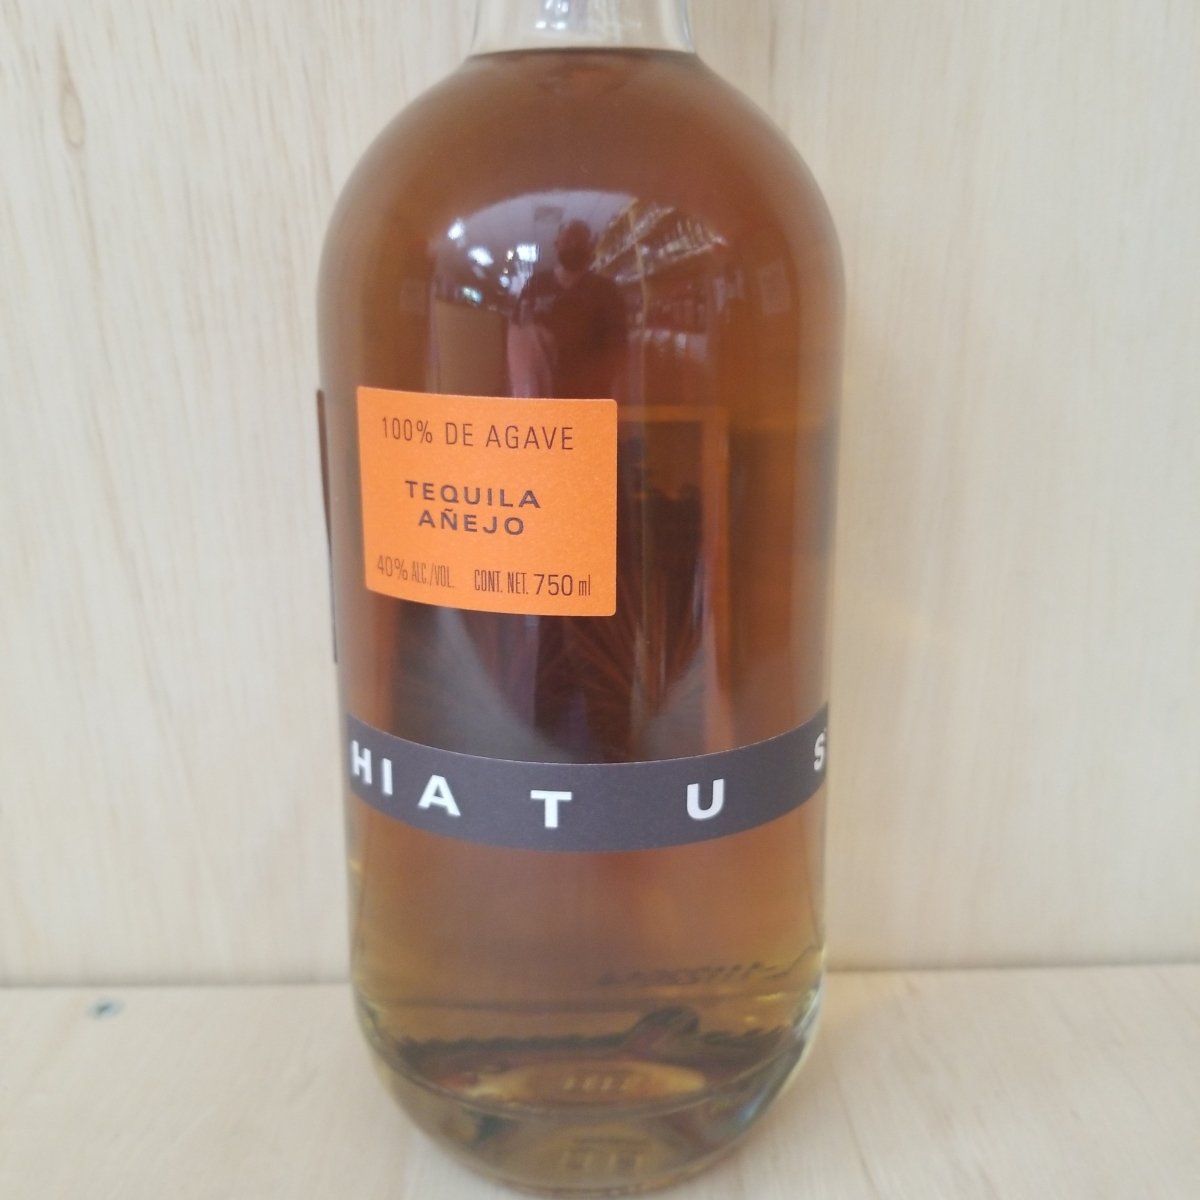 100% DE AGAVE
TEQUILA
AÑEJO
40% ALC./VOL. CONT. NET. 750 ml
HIATUS